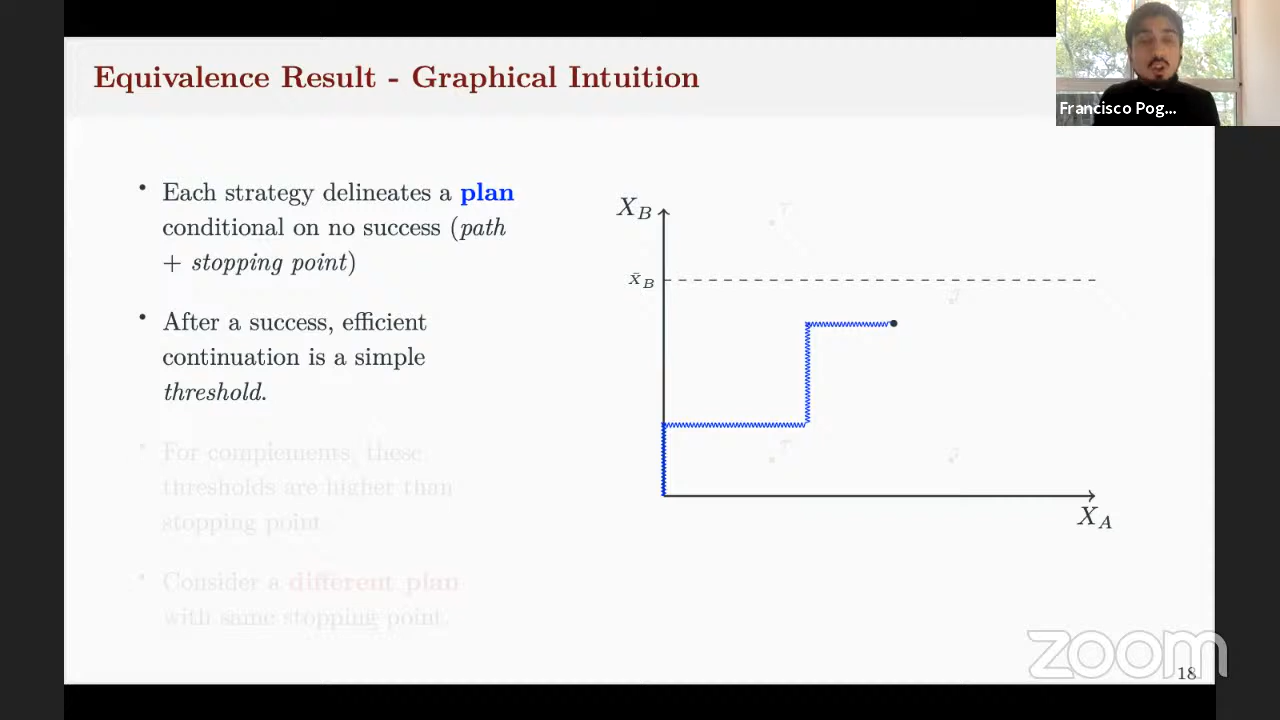 Equivalence Result - Graphical Intuition
Francisco Pog...
• Each strategy delineates a plan
conditional on no success (path
+ stopping point)
• After a success, efficient
continuation is a simple
threshold.
• For complements, these
thresholds are higher than
stopping point
• Consider a different plan
with same stopping point.
X_B
x̄_B
X_A
zoom
18